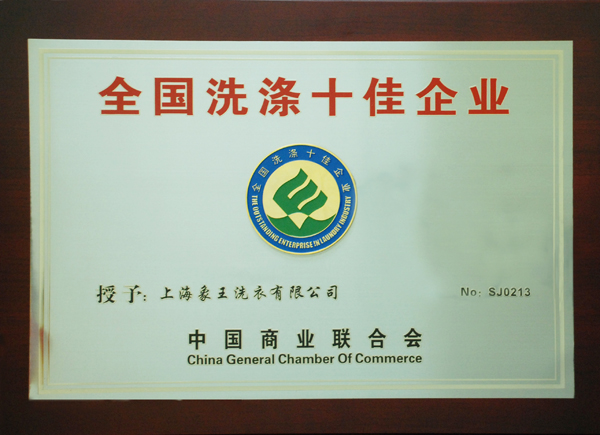 全国洗涤十佳企业
全国洗涤十佳企业
THE OUTSTANDING ENTERPRISE IN LAUNDRY INDUSTRY
授予：上海象王洗衣有限公司
No: SJ0213
中国商业联合会
China General Chamber Of Commerce